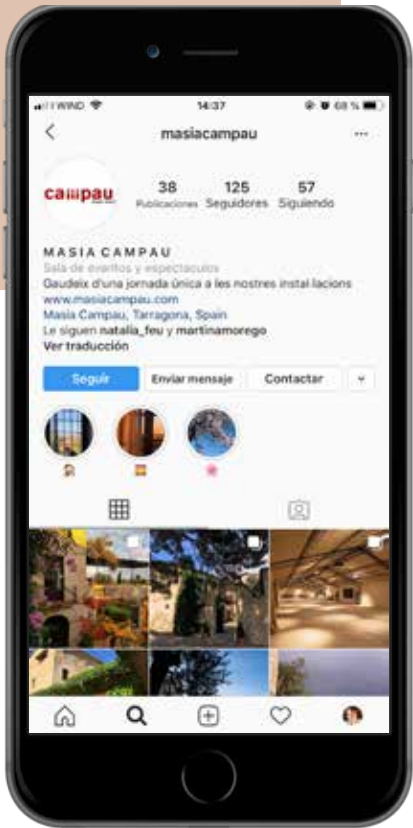 WIND 14:37 68 %
masiacampau
campau
38 125 57
Publicaciones Seguidores Siguiendo
MASIA CAMPAU
Sala de eventos y espectáculos
Gaudeix d'una jornada única a les nostres instal·lacions
www.masiacampau.com
Masia Campau, Tarragona, Spain
Le siguen natalia_feu y martinamorego
Ver traducción
Seguir Enviar mensaje Contactar